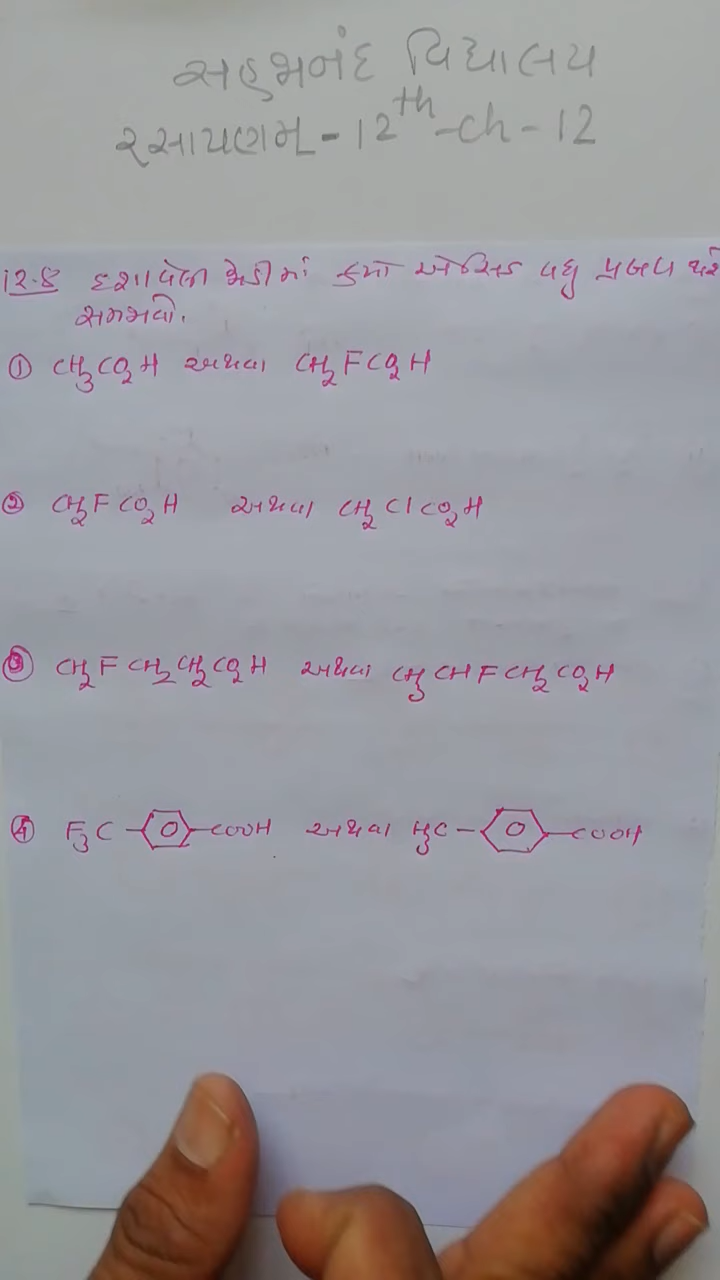 સહજાનંદ વિદ્યાલય
રસાયણ - 12th - ch - 12
12.8 દર્શાવેલ જોડીમાં કયો એસિડ વધુ પ્રબળ હશે
સમજાવો.
① CH₃CO₂H અથવા CH₂FCO₂H
② CH₂FCO₂H અથવા CH₂ClCO₂H
③ CH₂FCH₂CH₂CO₂H અથવા CH₃CHFCH₂CO₂H
④ F₃C - - COOH અથવા H₃C - - COOH